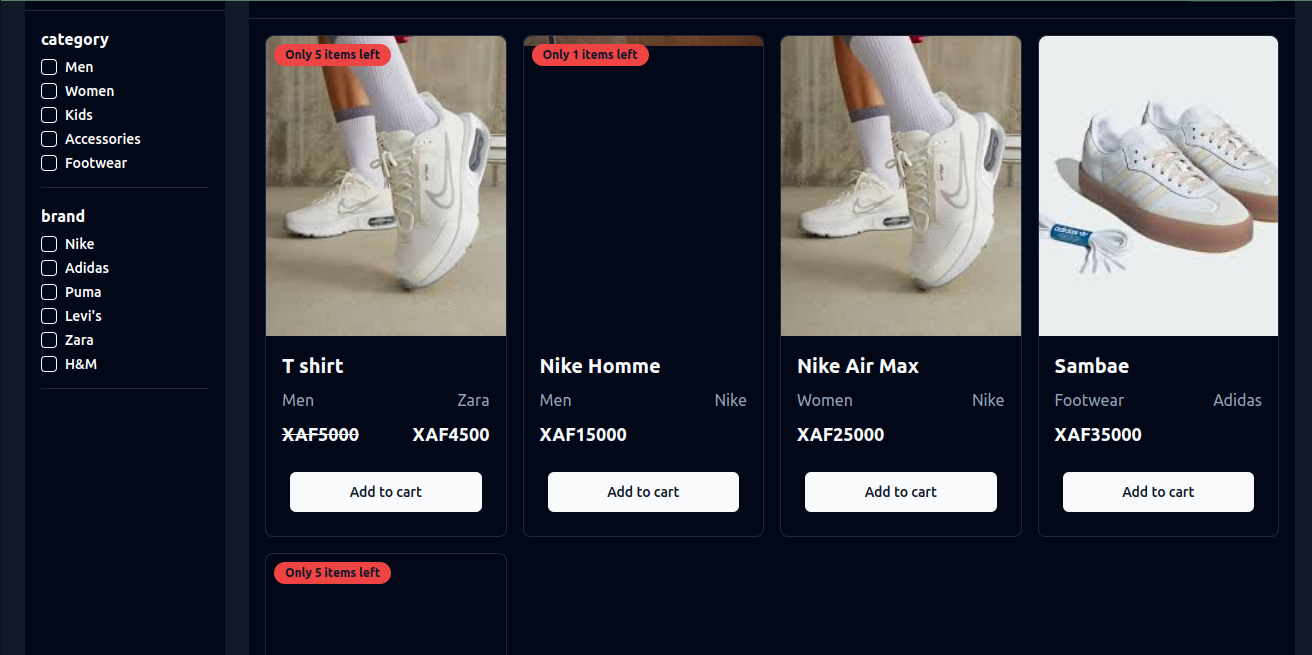 category
Men
Women
Kids
Accessories
Footwear
brand
Nike
Adidas
Puma
Levi's
Zara
H&M
Only 5 items left
T shirt
Men Zara
XAF5000 XAF4500
Add to cart
Only 1 items left
Nike Homme
Men Nike
XAF15000
Add to cart
Nike Air Max
Women Nike
XAF25000
Add to cart
adidas
Sambae
Footwear Adidas
XAF35000
Add to cart
Only 5 items left